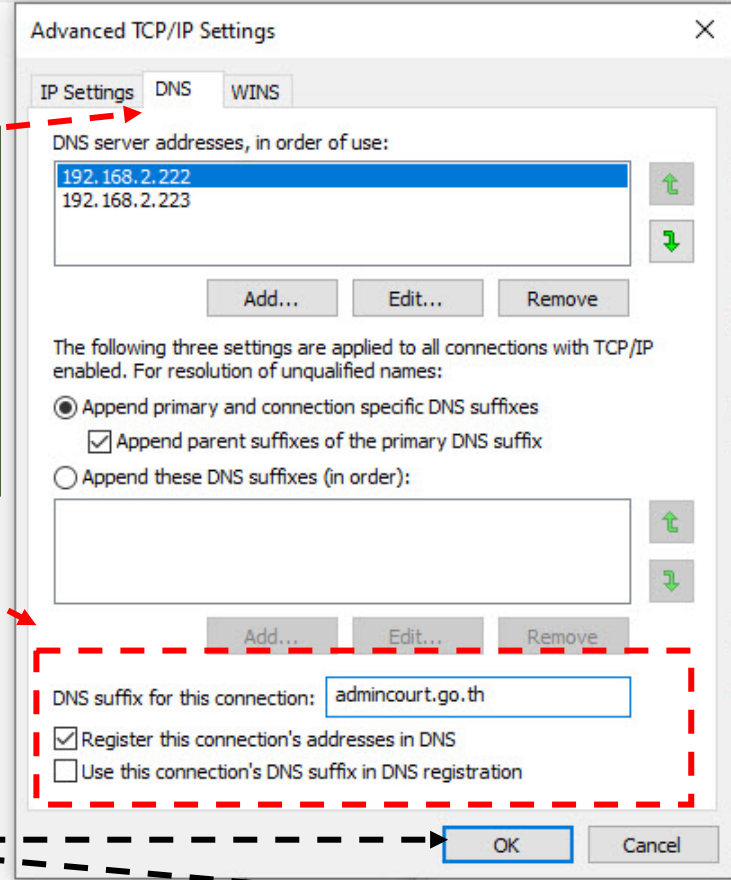 Advanced TCP/IP Settings
IP Settings DNS WINS
DNS server addresses, in order of use:
192.168.2.222
192.168.2.223
Add... Edit... Remove
The following three settings are applied to all connections with TCP/IP
enabled. For resolution of unqualified names:
Append primary and connection specific DNS suffixes
Append parent suffixes of the primary DNS suffix
Append these DNS suffixes (in order):
Add... Edit... Remove
DNS suffix for this connection: admincourt.go.th
Register this connection's addresses in DNS
Use this connection's DNS suffix in DNS registration
OK Cancel